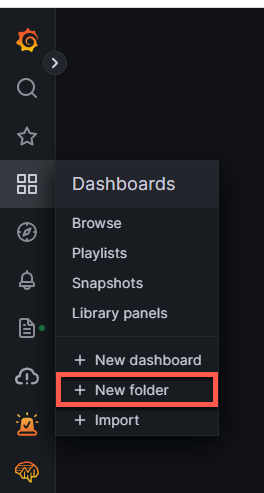 Dashboards
Browse
Playlists
Snapshots
Library panels
+ New dashboard
+ New folder
+ Import